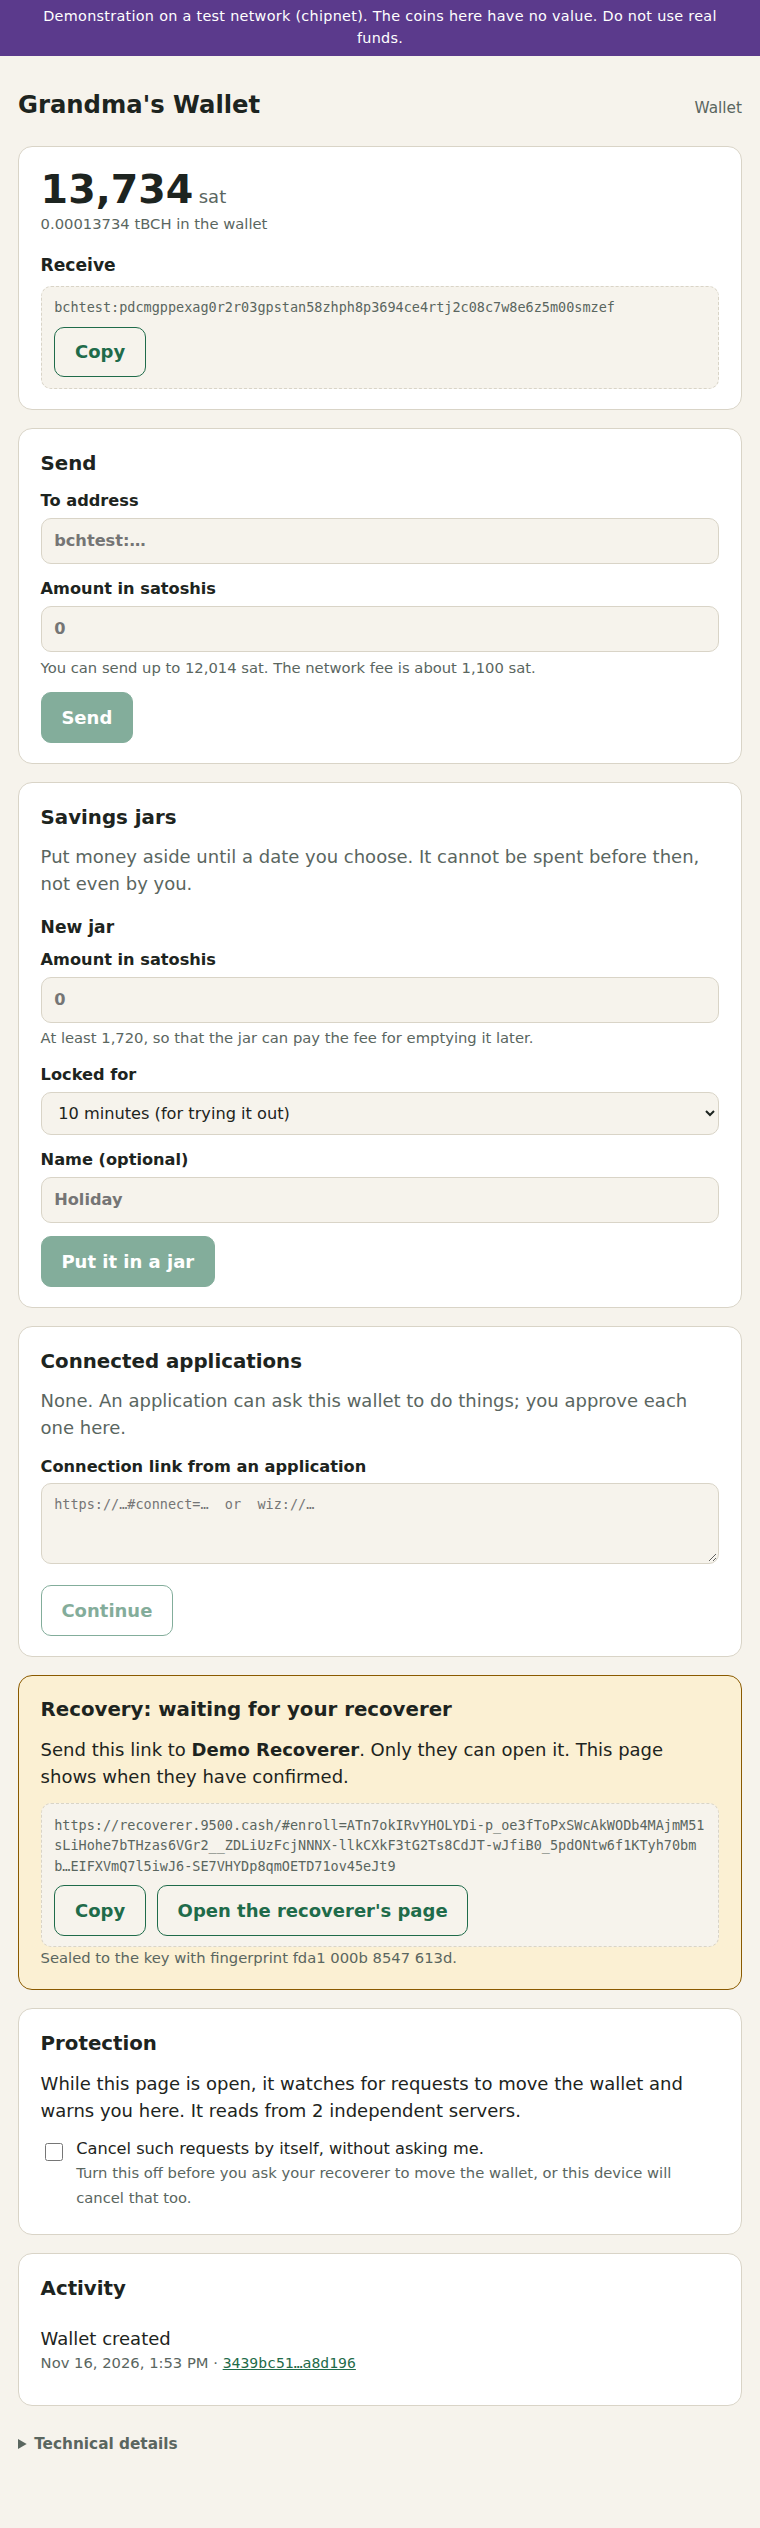 Demonstration on a test network (chipnet). The coins here have no value. Do not use real
funds.
Grandma's Wallet
Wallet
13,734 sat
0.00013734 tBCH in the wallet
Receive
bchtest:pdcmgppexag0r2r03gpstan58zhph8p3694ce4rtj2c08c7w8e6z5m00smzef
Copy
Send
To address
bchtest:…
Amount in satoshis
0
You can send up to 12,014 sat. The network fee is about 1,100 sat.
Send
Savings jars
Put money aside until a date you choose. It cannot be spent before then,
not even by you.
New jar
Amount in satoshis
0
At least 1,720, so that the jar can pay the fee for emptying it later.
Locked for
10 minutes (for trying it out)
Name (optional)
Holiday
Put it in a jar
Connected applications
None. An application can ask this wallet to do things; you approve each
one here.
Connection link from an application
https://…#connect=… or wiz://…
Continue
Recovery: waiting for your recoverer
Send this link to Demo Recoverer. Only they can open it. This page
shows when they have confirmed.
https://recoverer.9500.cash/#enroll=ATn7okIRvYHOLYDi-p_oe3fToPxSWcAkWODb4MAjmM51
sLiHohe7bTHzas6VGr2__ZDLiUzFcjNNNX-llkCXkF3tG2Ts8CdJT-wJfiB0_5pdONtw6f1KTyh70bm
b…EIFXVmQ7l5iwJ6-SE7VHYDp8qmOETD71ov45eJt9
Copy
Open the recoverer's page
Sealed to the key with fingerprint fda1 000b 8547 613d.
Protection
While this page is open, it watches for requests to move the wallet and
warns you here. It reads from 2 independent servers.
Cancel such requests by itself, without asking me.
Turn this off before you ask your recoverer to move the wallet, or this device will
cancel that too.
Activity
Wallet created
Nov 16, 2026, 1:53 PM · 3439bc51…a8d196
Technical details